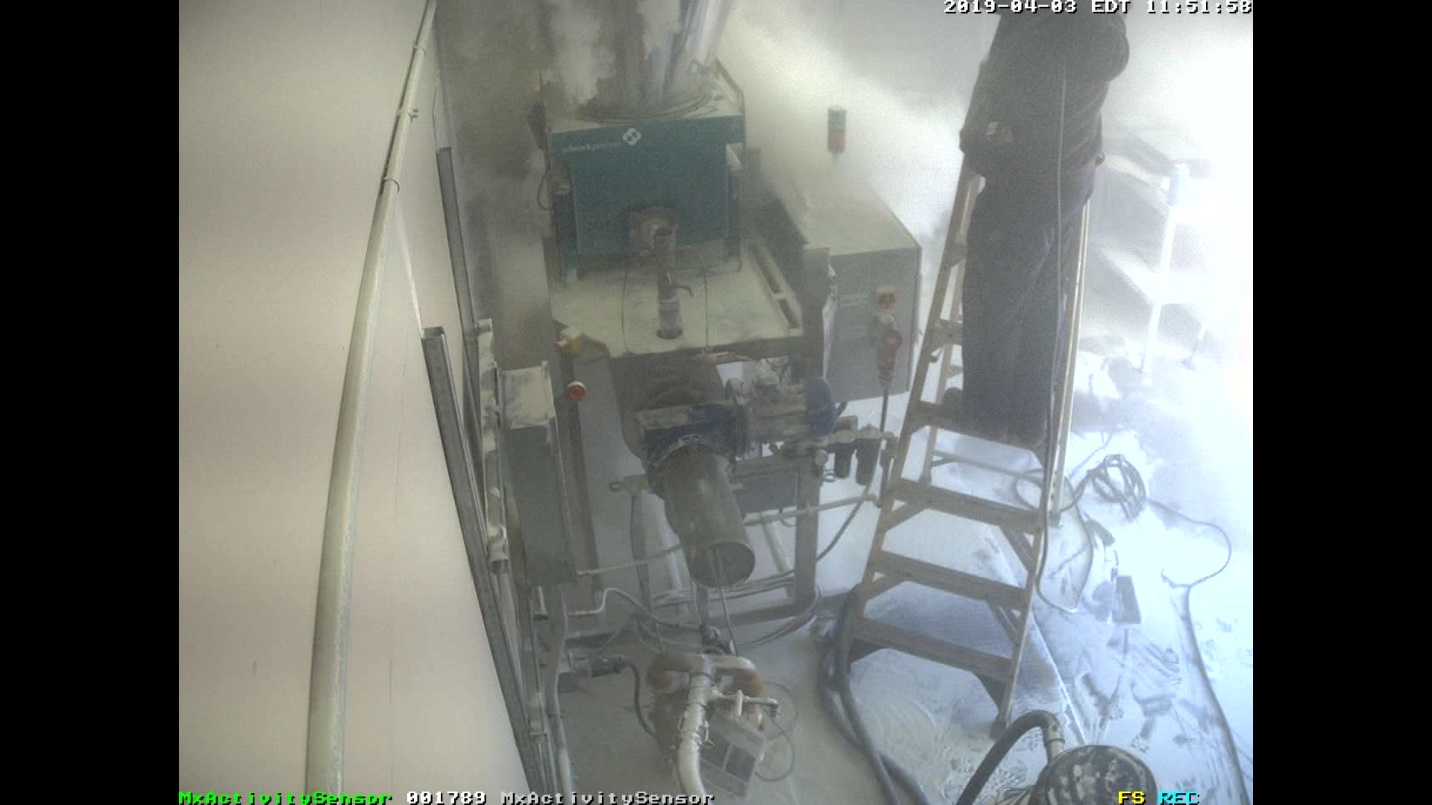 2019-04-03 EDT 11:51:58
MxActivitySensor 001789 MxActivitySensor
FS REC